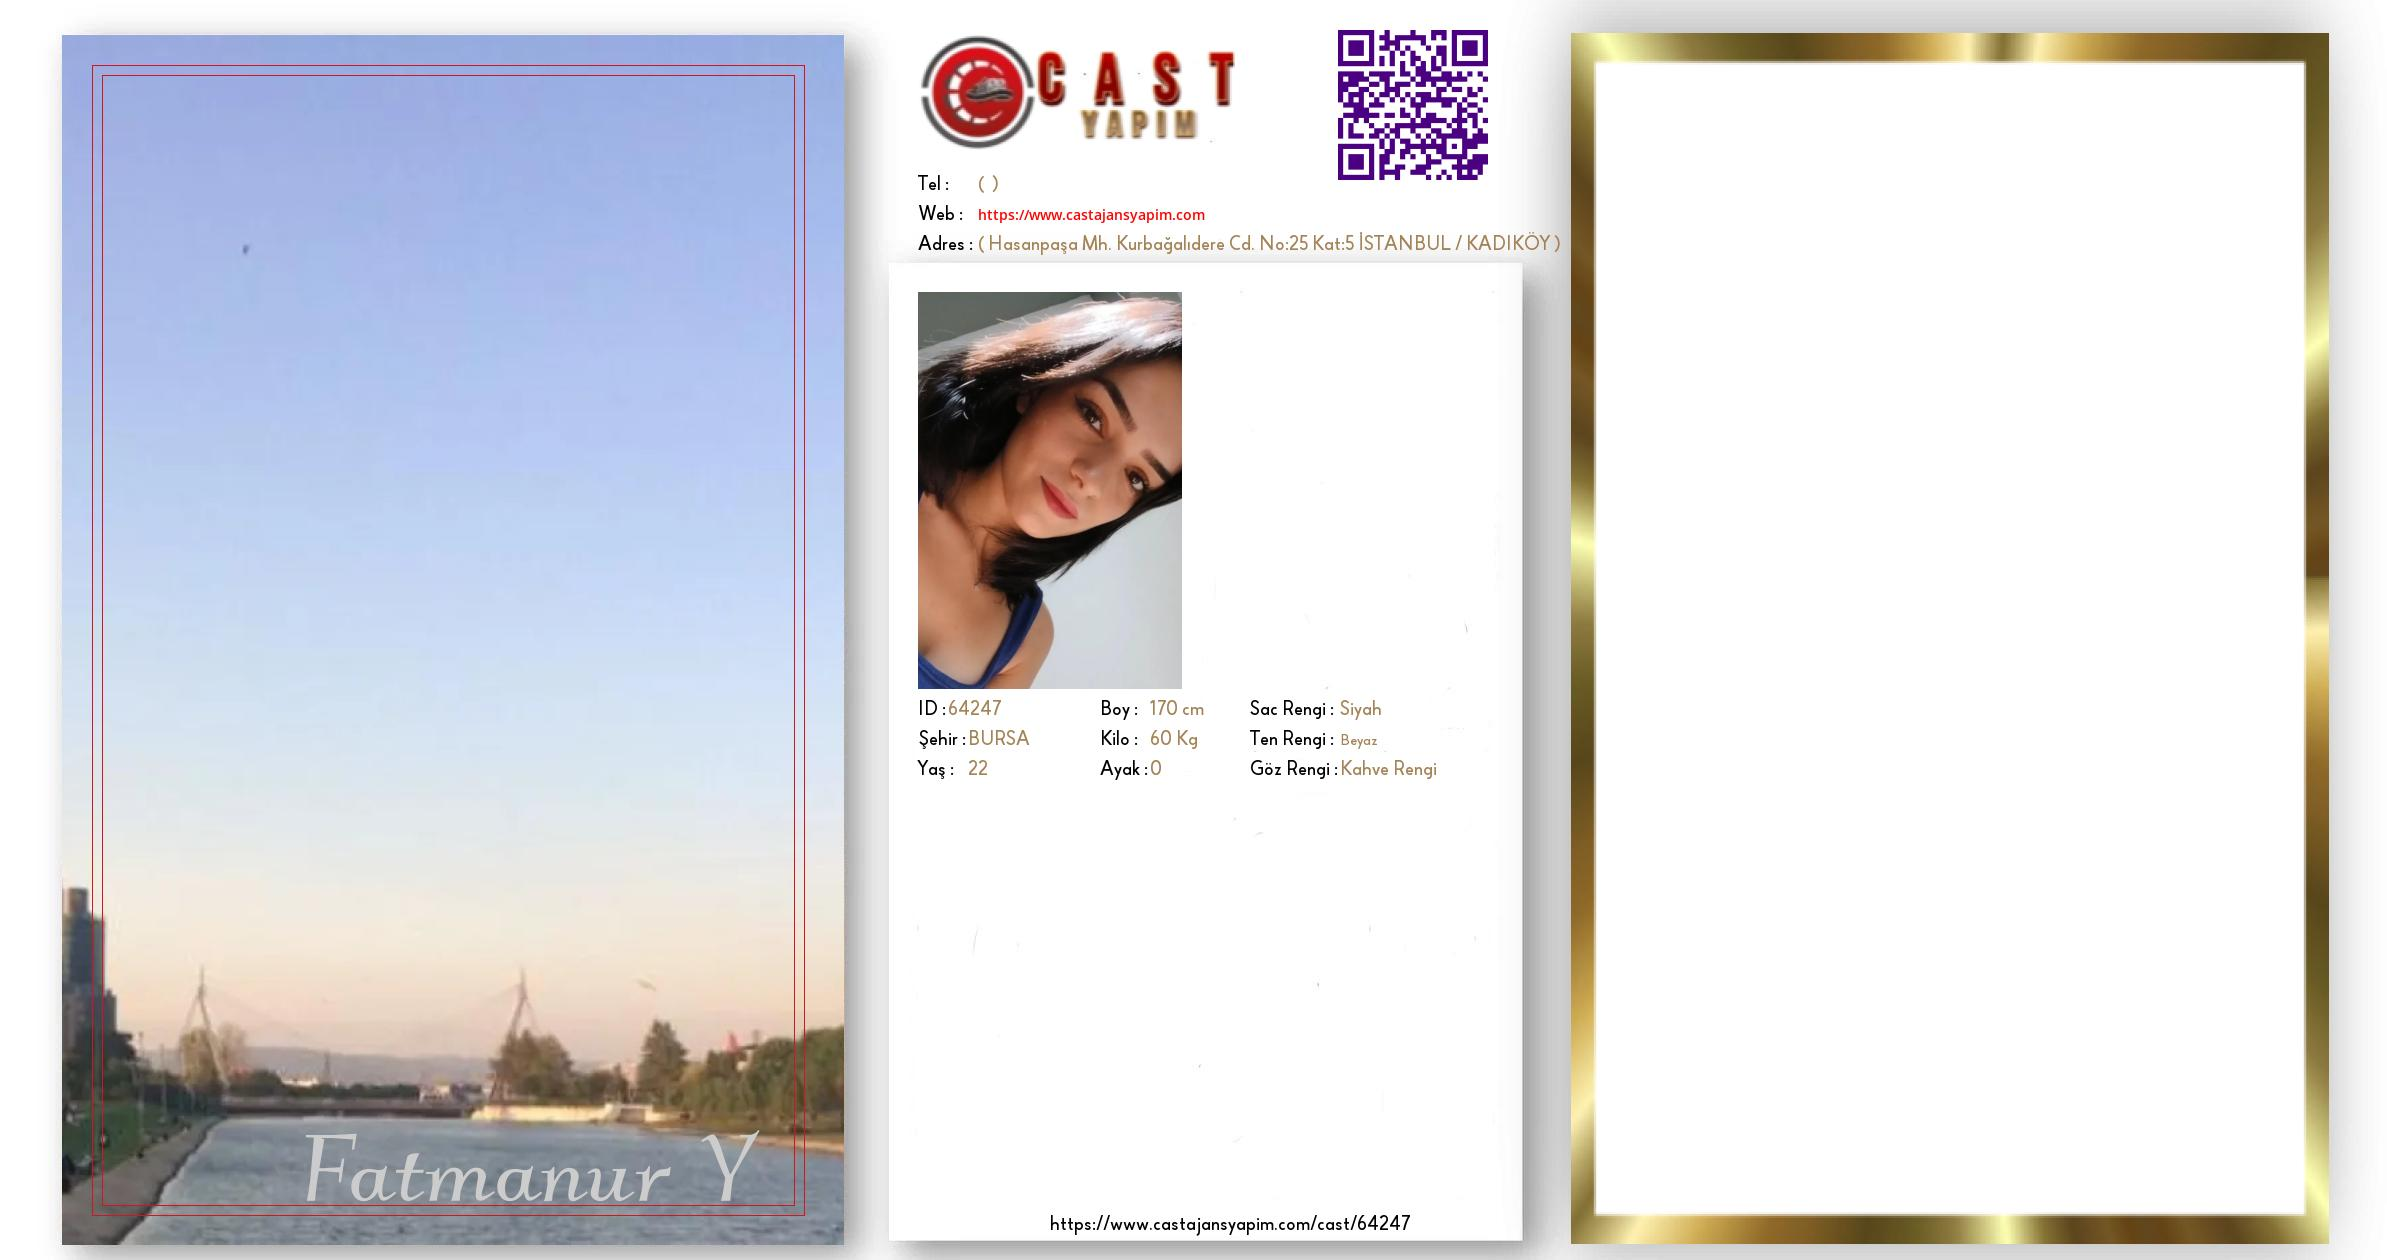 Fatmanur Y
CAST
YAPIM
Tel : ( )
Web : https://www.castajansyapim.com
Adres : ( Hasanpaşa Mh. Kurbağalıdere Cd. No:25 Kat:5 İSTANBUL / KADIKÖY )
ID : 64247 Boy : 170 cm Sac Rengi : Siyah
Şehir : BURSA Kilo : 60 Kg Ten Rengi : Beyaz
Yaş : 22 Ayak : 0 Göz Rengi : Kahve Rengi
https://www.castajansyapim.com/cast/64247